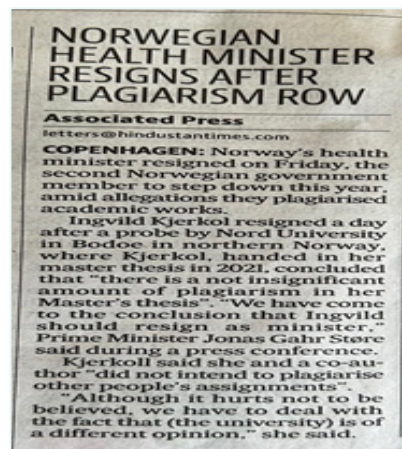 NORWEGIAN
HEALTH MINISTER
RESIGNS AFTER
PLAGIARISM ROW
Associated Press
letters@hindustantimes.com
COPENHAGEN: Norway's health
minister resigned on Friday, the
second Norwegian government
member to step down this year,
amid allegations they plagiarised
academic works.
Ingvild Kjerkol resigned a day
after a probe by Nord University
in Bodoe in northern Norway,
where Kjerkol, handed in her
master thesis in 2021, concluded
that "there is a not insignificant
amount of plagiarism in her
Master's thesis". "We have come
to the conclusion that Ingvild
should resign as minister,"
Prime Minister Jonas Gahr Støre
said during a press conference.
Kjerkoll said she and a co-au-
thor "did not intend to plagiarise
other people's assignments".
"Although it hurts not to be
believed, we have to deal with
the fact that (the university) is of
a different opinion," she said.